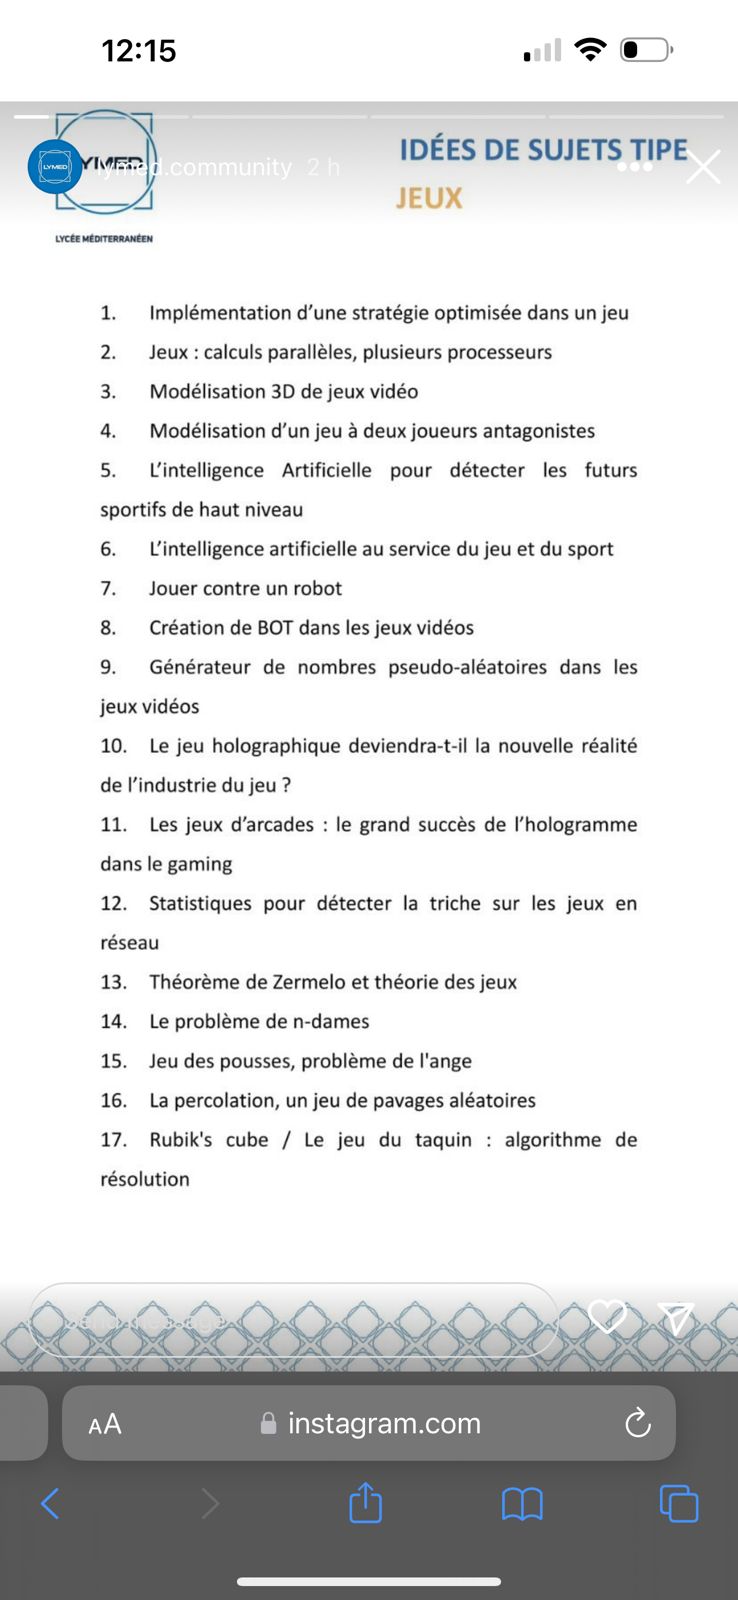 12:15
LYMED
YMED
lymed.community 2 h
IDÉES DE SUJETS TIPE
JEUX
LYCÉE MÉDITERRANÉEN
1. Implémentation d’une stratégie optimisée dans un jeu
2. Jeux : calculs parallèles, plusieurs processeurs
3. Modélisation 3D de jeux vidéo
4. Modélisation d’un jeu à deux joueurs antagonistes
5. L’intelligence Artificielle pour détecter les futurs
sportifs de haut niveau
6. L’intelligence artificielle au service du jeu et du sport
7. Jouer contre un robot
8. Création de BOT dans les jeux vidéos
9. Générateur de nombres pseudo-aléatoires dans les
jeux vidéos
10. Le jeu holographique deviendra-t-il la nouvelle réalité
de l’industrie du jeu ?
11. Les jeux d’arcades : le grand succès de l’hologramme
dans le gaming
12. Statistiques pour détecter la triche sur les jeux en
réseau
13. Théorème de Zermelo et théorie des jeux
14. Le problème de n-dames
15. Jeu des pousses, problème de l'ange
16. La percolation, un jeu de pavages aléatoires
17. Rubik's cube / Le jeu du taquin : algorithme de
résolution
Send message
AA instagram.com